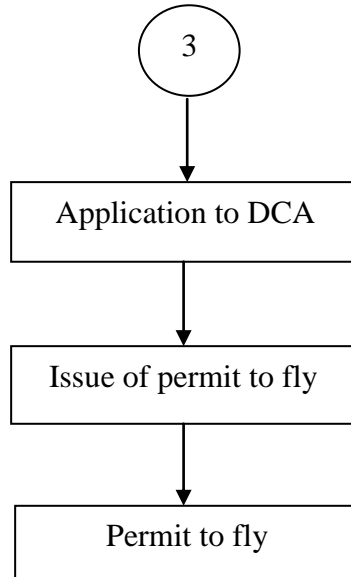 3
Application to DCA
Issue of permit to fly
Permit to fly